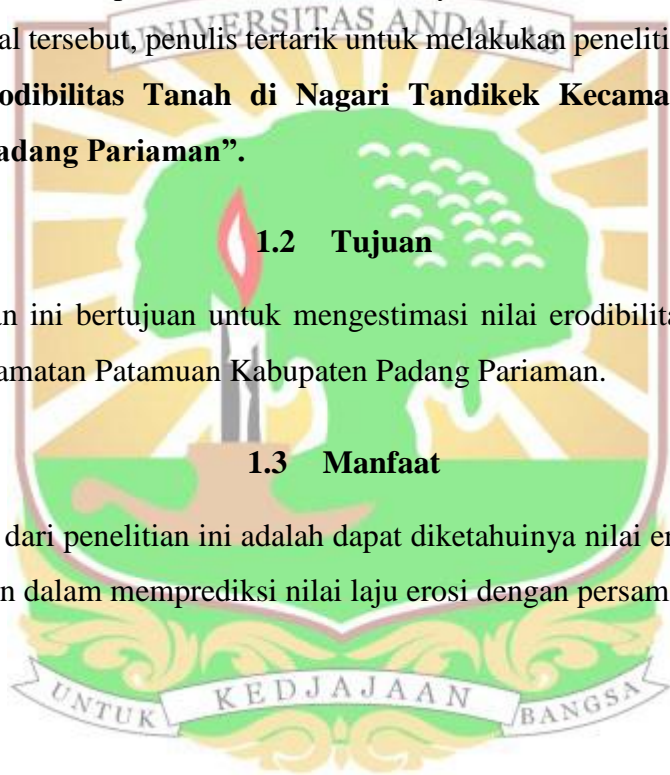 UNIVERSITAS ANDALAS
al tersebut, penulis tertarik untuk melakukan peneliti
odibilitas Tanah di Nagari Tandikek Kecama
adang Pariaman”.
1.2 Tujuan
n ini bertujuan untuk mengestimasi nilai erodibilita
amatan Patamuan Kabupaten Padang Pariaman.
1.3 Manfaat
dari penelitian ini adalah dapat diketahuinya nilai er
n dalam memprediksi nilai laju erosi dengan persam
UNTUK KEDJAJAAN BANGSA